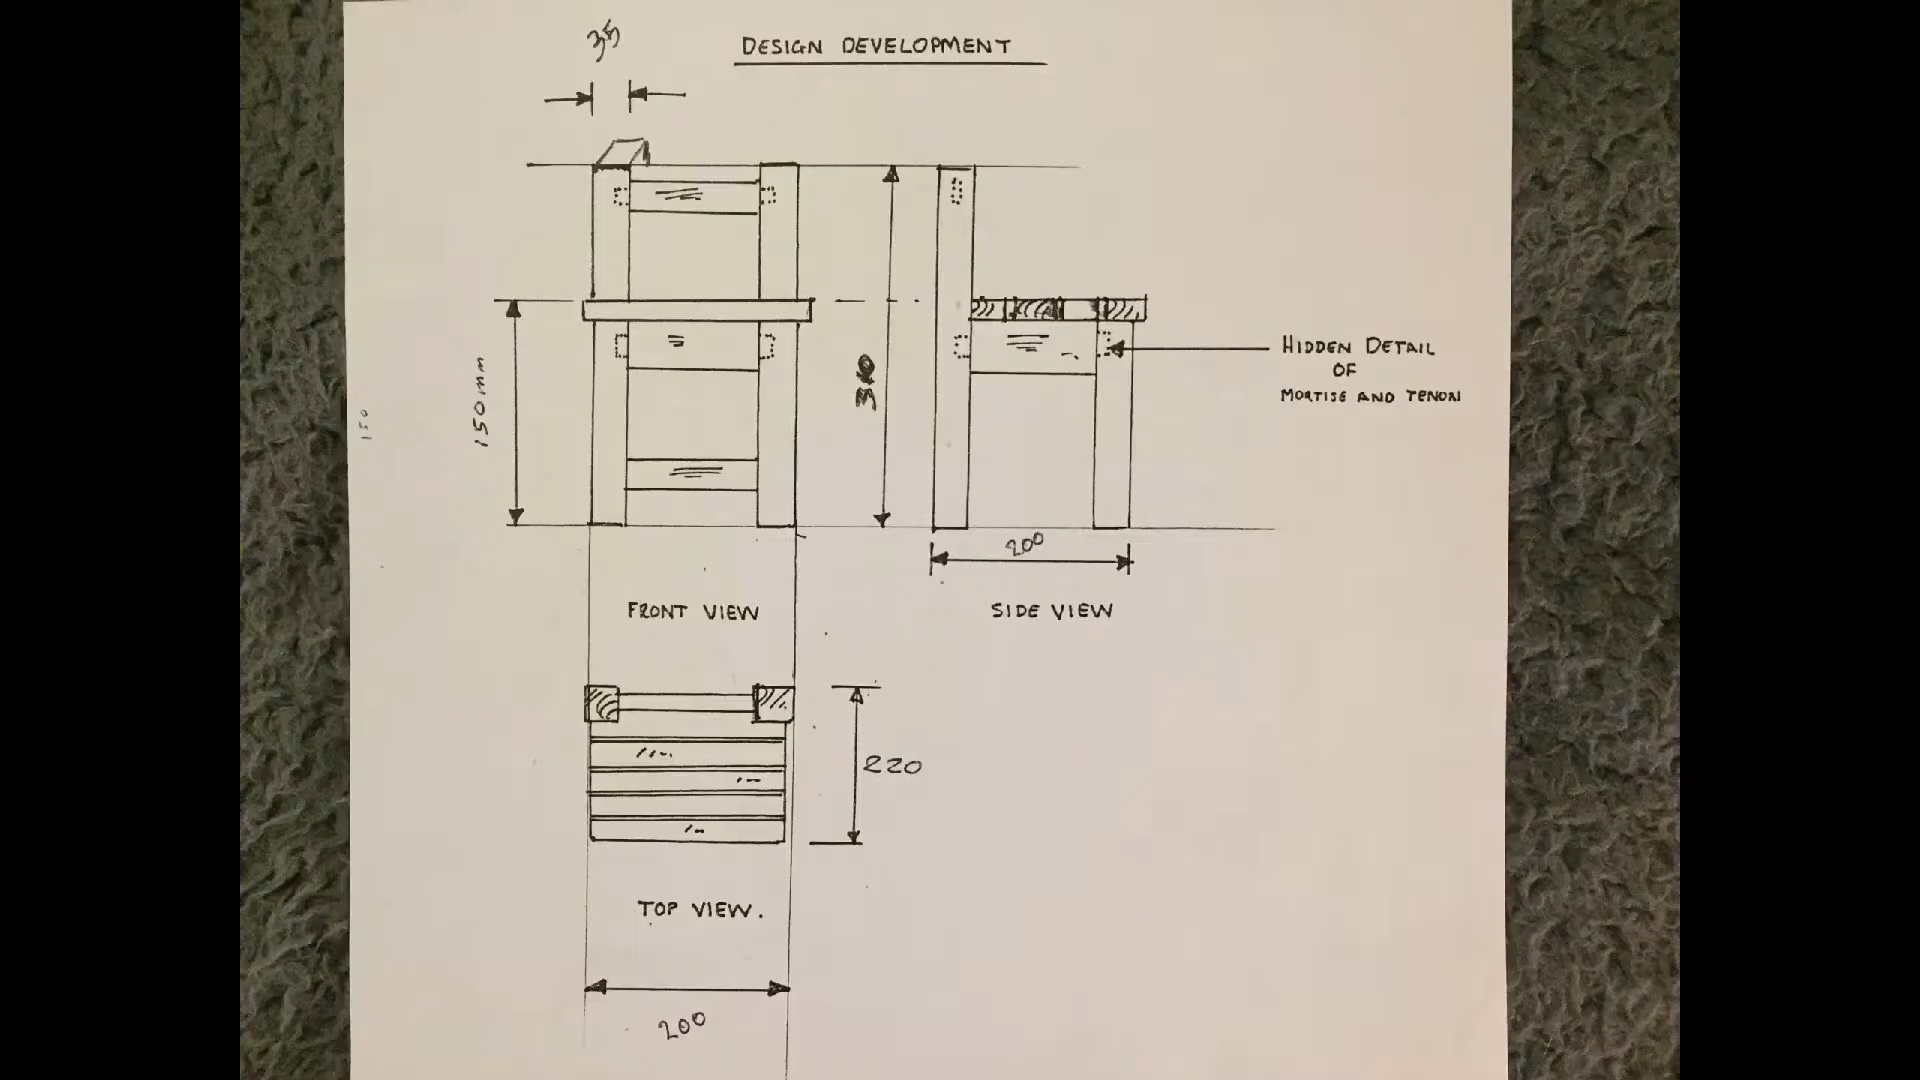 35
DESIGN DEVELOPMENT
150mm
150
HIDDEN DETAIL
OF
MORTISE AND TENON
200
FRONT VIEW
SIDE VIEW
220
TOP VIEW.
200